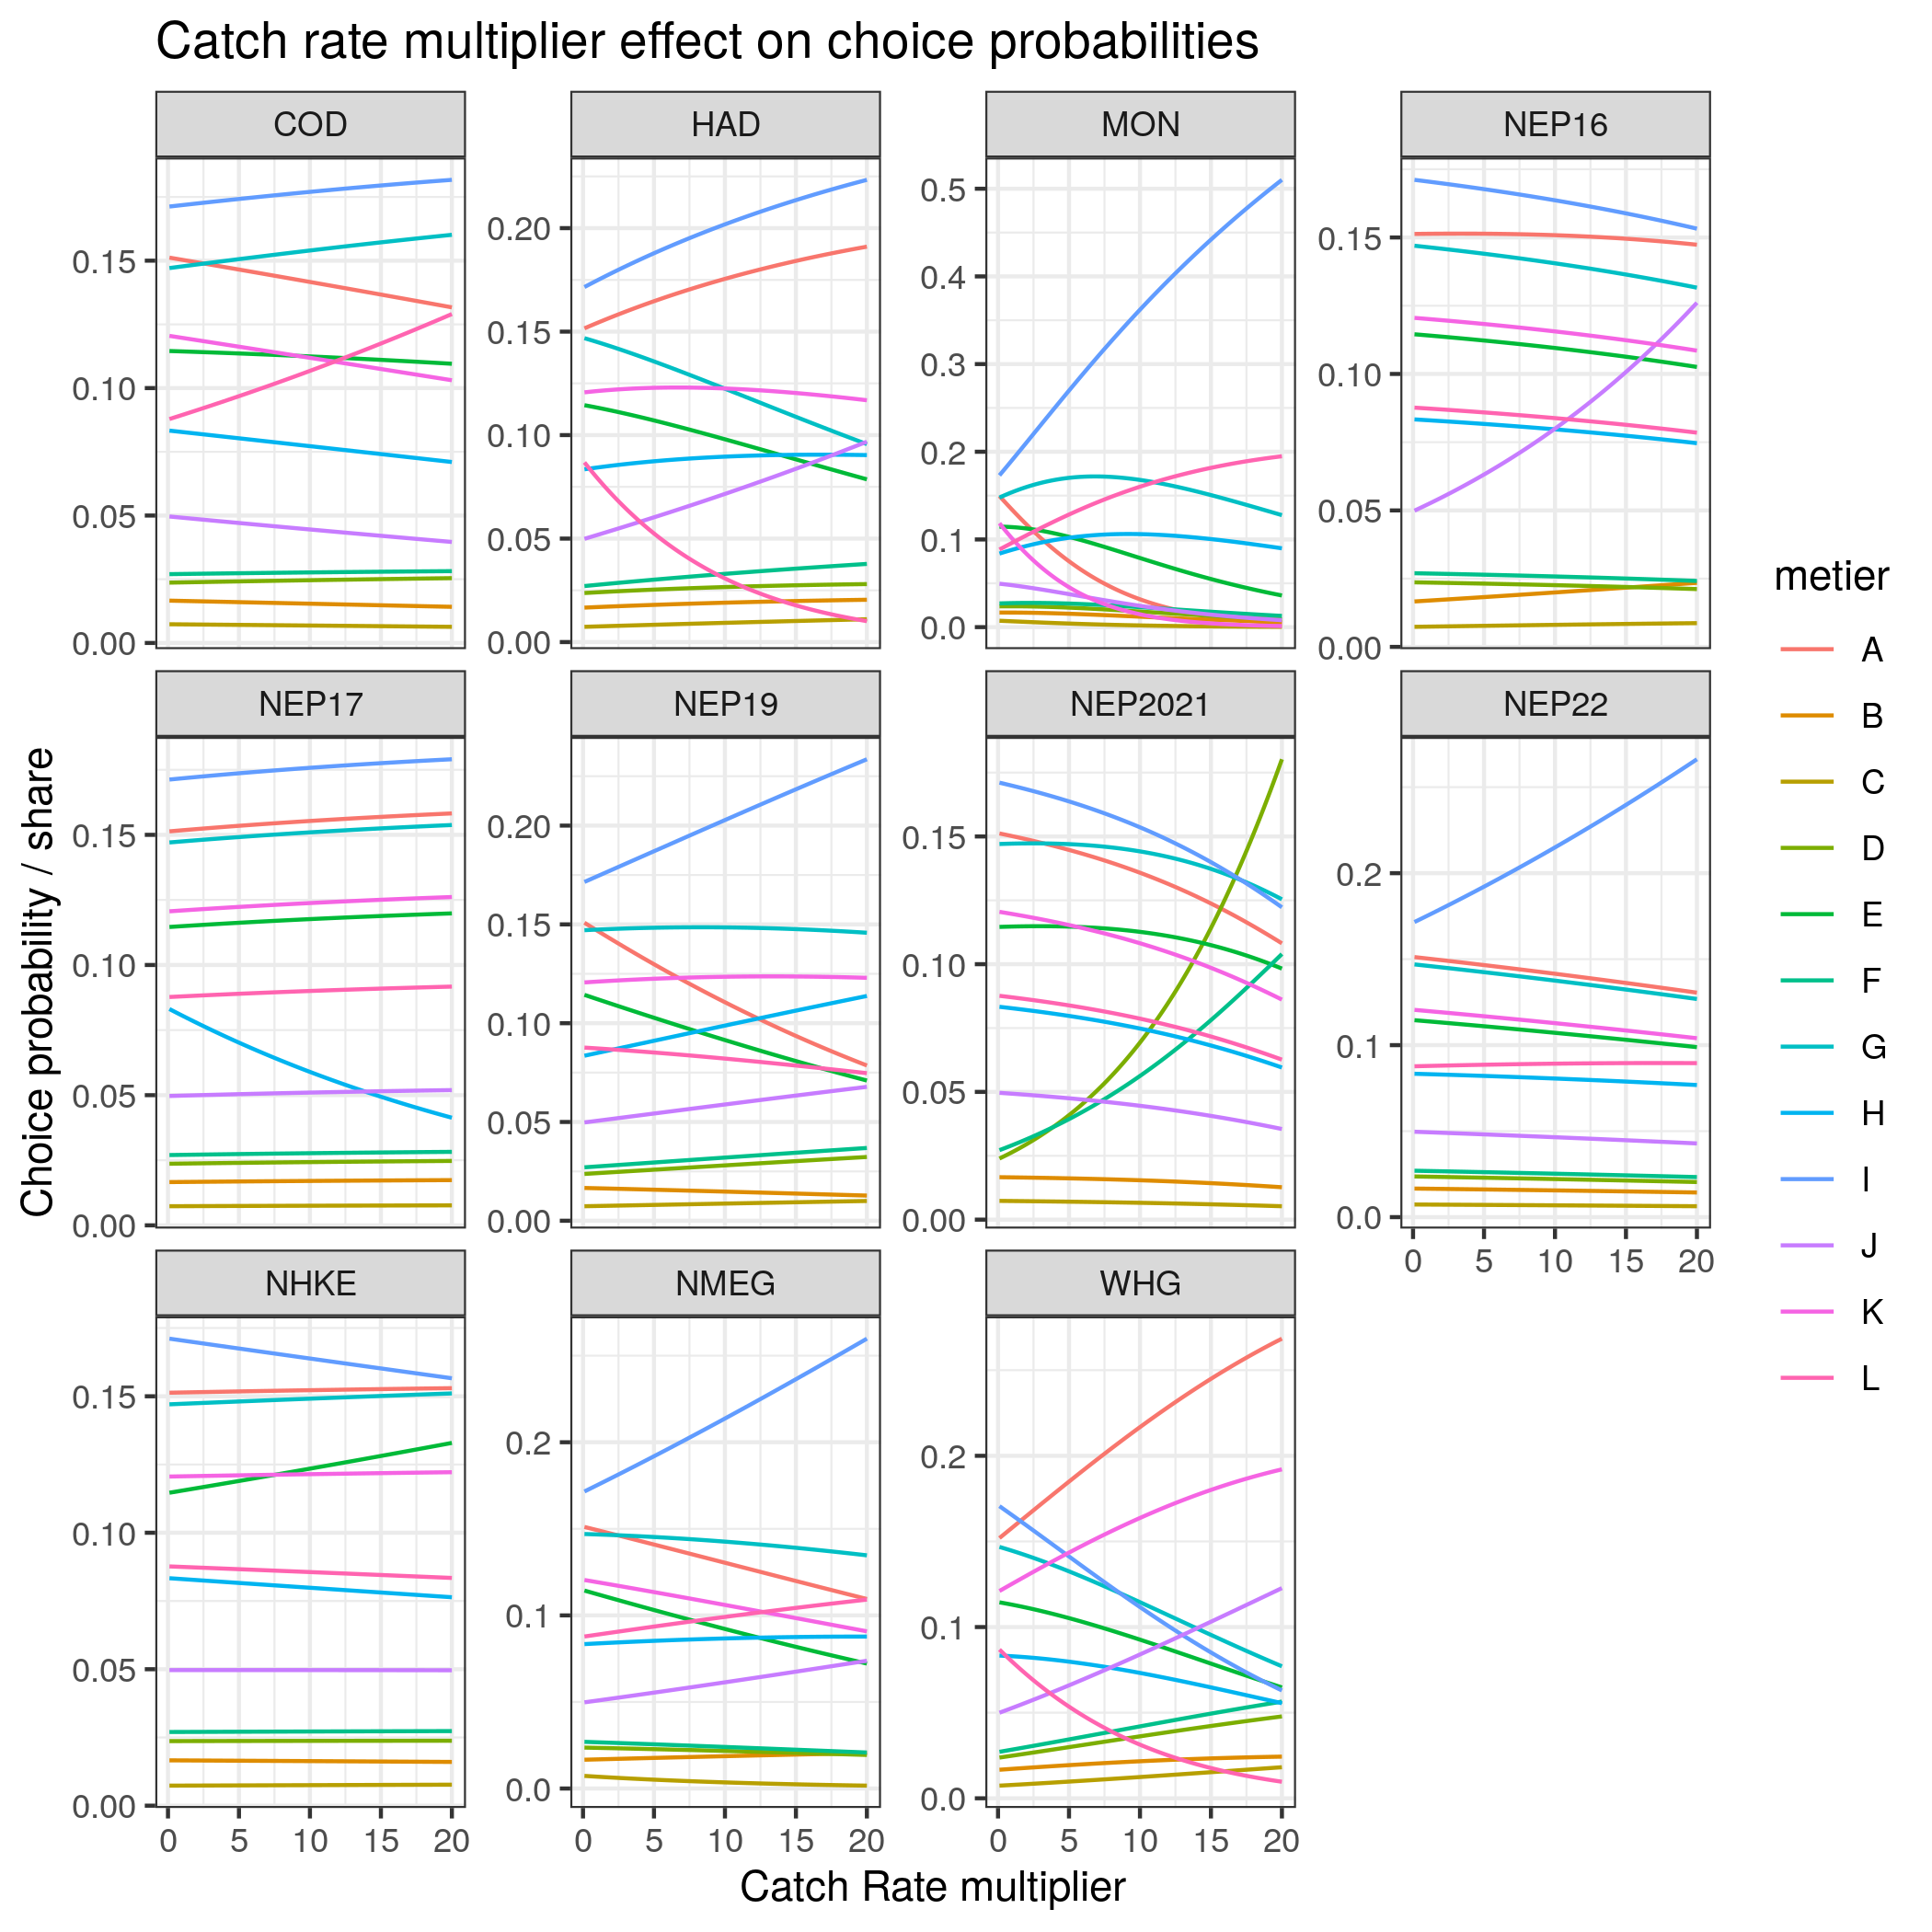 Catch rate multiplier effect on choice probabilities
COD HAD MON NEP16
0.15 0.10 0.05 0.00
0.20 0.15 0.10 0.05 0.00
0.5 0.4 0.3 0.2 0.1 0.0
0.15 0.10 0.05 0.00
NEP17 NEP19 NEP2021 NEP22
0.15 0.10 0.05 0.00
0.20 0.15 0.10 0.05 0.00
0.15 0.10 0.05 0.00
0.2 0.1 0.0
0 5 10 15 20
NHKE NMEG WHG
0.15 0.10 0.05 0.00
0.2 0.1 0.0
0.2 0.1 0.0
0 5 10 15 20 0 5 10 15 20 0 5 10 15 20
Catch Rate multiplier
Choice probability / share
metier
A
B
C
D
E
F
G
H
I
J
K
L